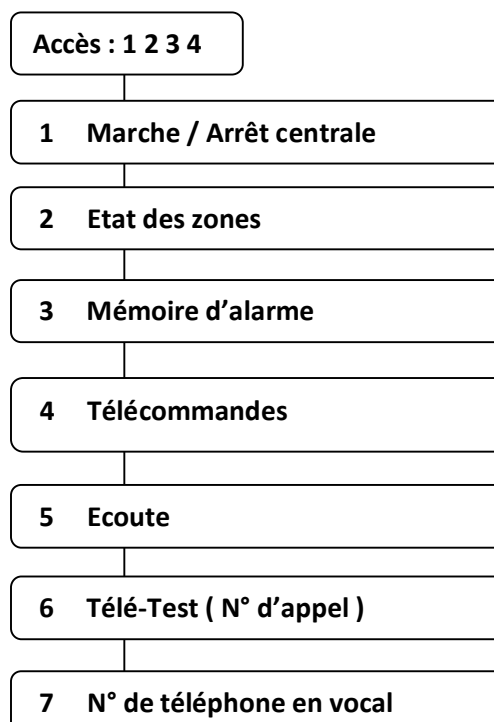 Accès : 1 2 3 4
1 Marche / Arrêt centrale
2 Etat des zones
3 Mémoire d’alarme
4 Télécommandes
5 Ecoute
6 Télé-Test ( N° d’appel )
7 N° de téléphone en vocal